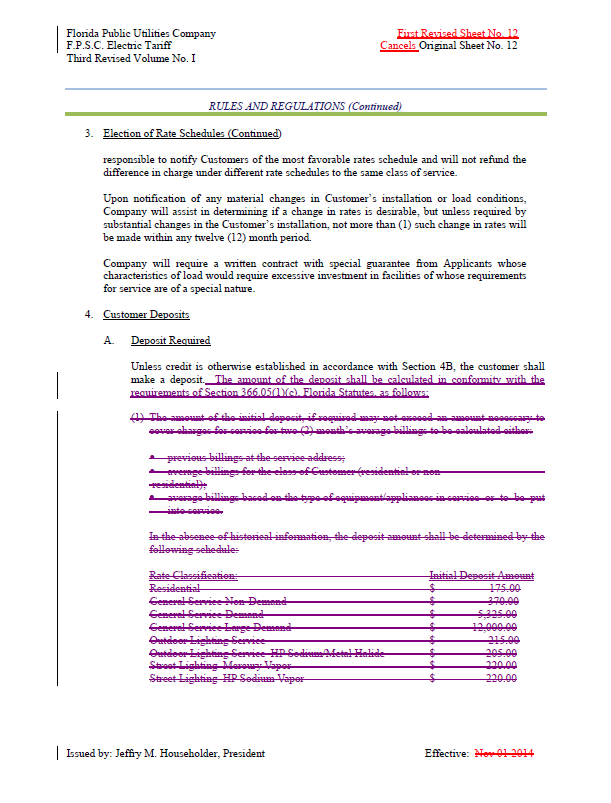 Florida Public Utilities Company
First Revised Sheet No. 12
F.P.S.C. Electric Tariff
Cancels Original Sheet No. 12
Third Revised Volume No. I
RULES AND REGULATIONS (Continued)
3. Election of Rate Schedules (Continued)
responsible to notify Customers of the most favorable rates schedule and will not refund the
difference in charge under different rate schedules to the same class of service.
Upon notification of any material changes in Customer's installation or load conditions,
Company will assist in determining if a change in rates is desirable, but unless required by
substantial changes in the Customer's installation, not more than (1) such change in rates will
be made within any twelve (12) month period.
Company will require a written contract with special guarantee from Applicants whose
characteristics of load would require excessive investment in facilities of whose requirements
for service are of a special nature.
4. Customer Deposits
A. Deposit Required
Unless credit is otherwise established in accordance with Section 4B, the customer shall
make a deposit. The amount of the deposit shall be calculated in conformity with the
requirements of Section 366.05(1)(c), Florida Statutes, as follows:
(1) The amount of the initial deposit, if required may not exceed an amount necessary to
cover charges for service for two (2) month's average billings to be calculated either:
• previous billings at the service address;
• average billings for the class of Customer (residential or non-
residential);
• average billings based on the type of equipment/appliances in service or to be put
into service.
In the absence of historical information, the deposit amount shall be determined by the
following schedule:
Rate Classification: Initial Deposit Amount
Residential $ 175.00
General Service Non-Demand $ 370.00
General Service Demand $ 5,325.00
General Service Large Demand $ 12,000.00
Outdoor Lighting Service $ 215.00
Outdoor Lighting Service-HP Sodium/Metal Halide $ 205.00
Street Lighting-Mercury Vapor $ 220.00
Street Lighting-HP Sodium Vapor $ 220.00
Issued by: Jeffry M. Householder, President
Effective: Nov 01 2014